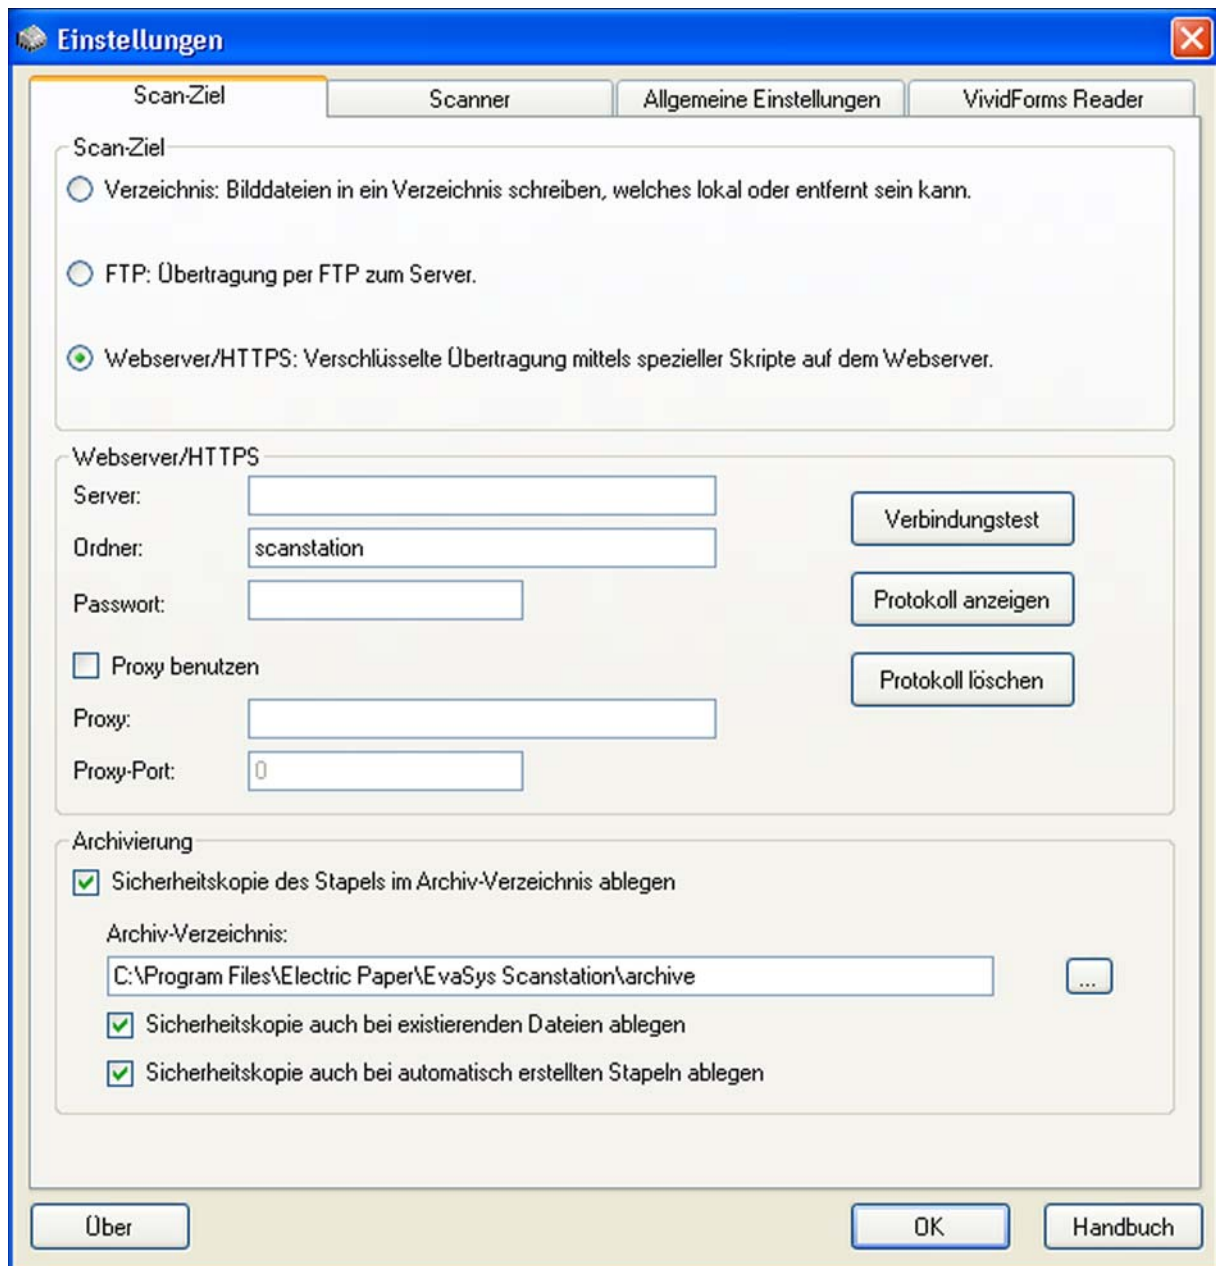 Einstellungen
Scan-Ziel Scanner Allgemeine Einstellungen VividForms Reader
Scan-Ziel
Verzeichnis: Bilddateien in ein Verzeichnis schreiben, welches lokal oder entfernt sein kann.
FTP: Übertragung per FTP zum Server.
Webserver/HTTPS: Verschlüsselte Übertragung mittels spezieller Skripte auf dem Webserver.
Webserver/HTTPS
Server:
Verbindungstest
Ordner: scanstation
Passwort:
Protokoll anzeigen
Proxy benutzen
Protokoll löschen
Proxy:
Proxy-Port: 0
Archivierung
Sicherheitskopie des Stapels im Archiv-Verzeichnis ablegen
Archiv-Verzeichnis:
C:\Program Files\Electric Paper\EvaSys Scanstation\archive ...
Sicherheitskopie auch bei existierenden Dateien ablegen
Sicherheitskopie auch bei automatisch erstellten Stapeln ablegen
Über OK Handbuch